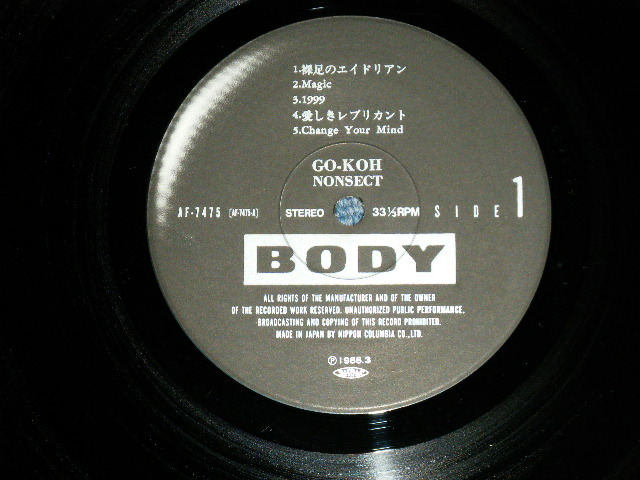 1.裸足のエイドリアン
2.Magic
3.1999
4.愛しきレプリカント
5.Change Your Mind
GO-KOH
NONSECT
AF-7475 [AF-7475-A] STEREO 33⅓RPM SIDE 1
BODY
ALL RIGHTS OF THE MANUFACTURER AND OF THE OWNER
OF THE RECORDED WORK RESERVED. UNAUTHORIZED PUBLIC PERFORMANCE.
BROADCASTING AND COPYING OF THIS RECORD PROHIBITED.
MADE IN JAPAN BY NIPPON COLUMBIA CO.,LTD.
Ⓟ1988.3